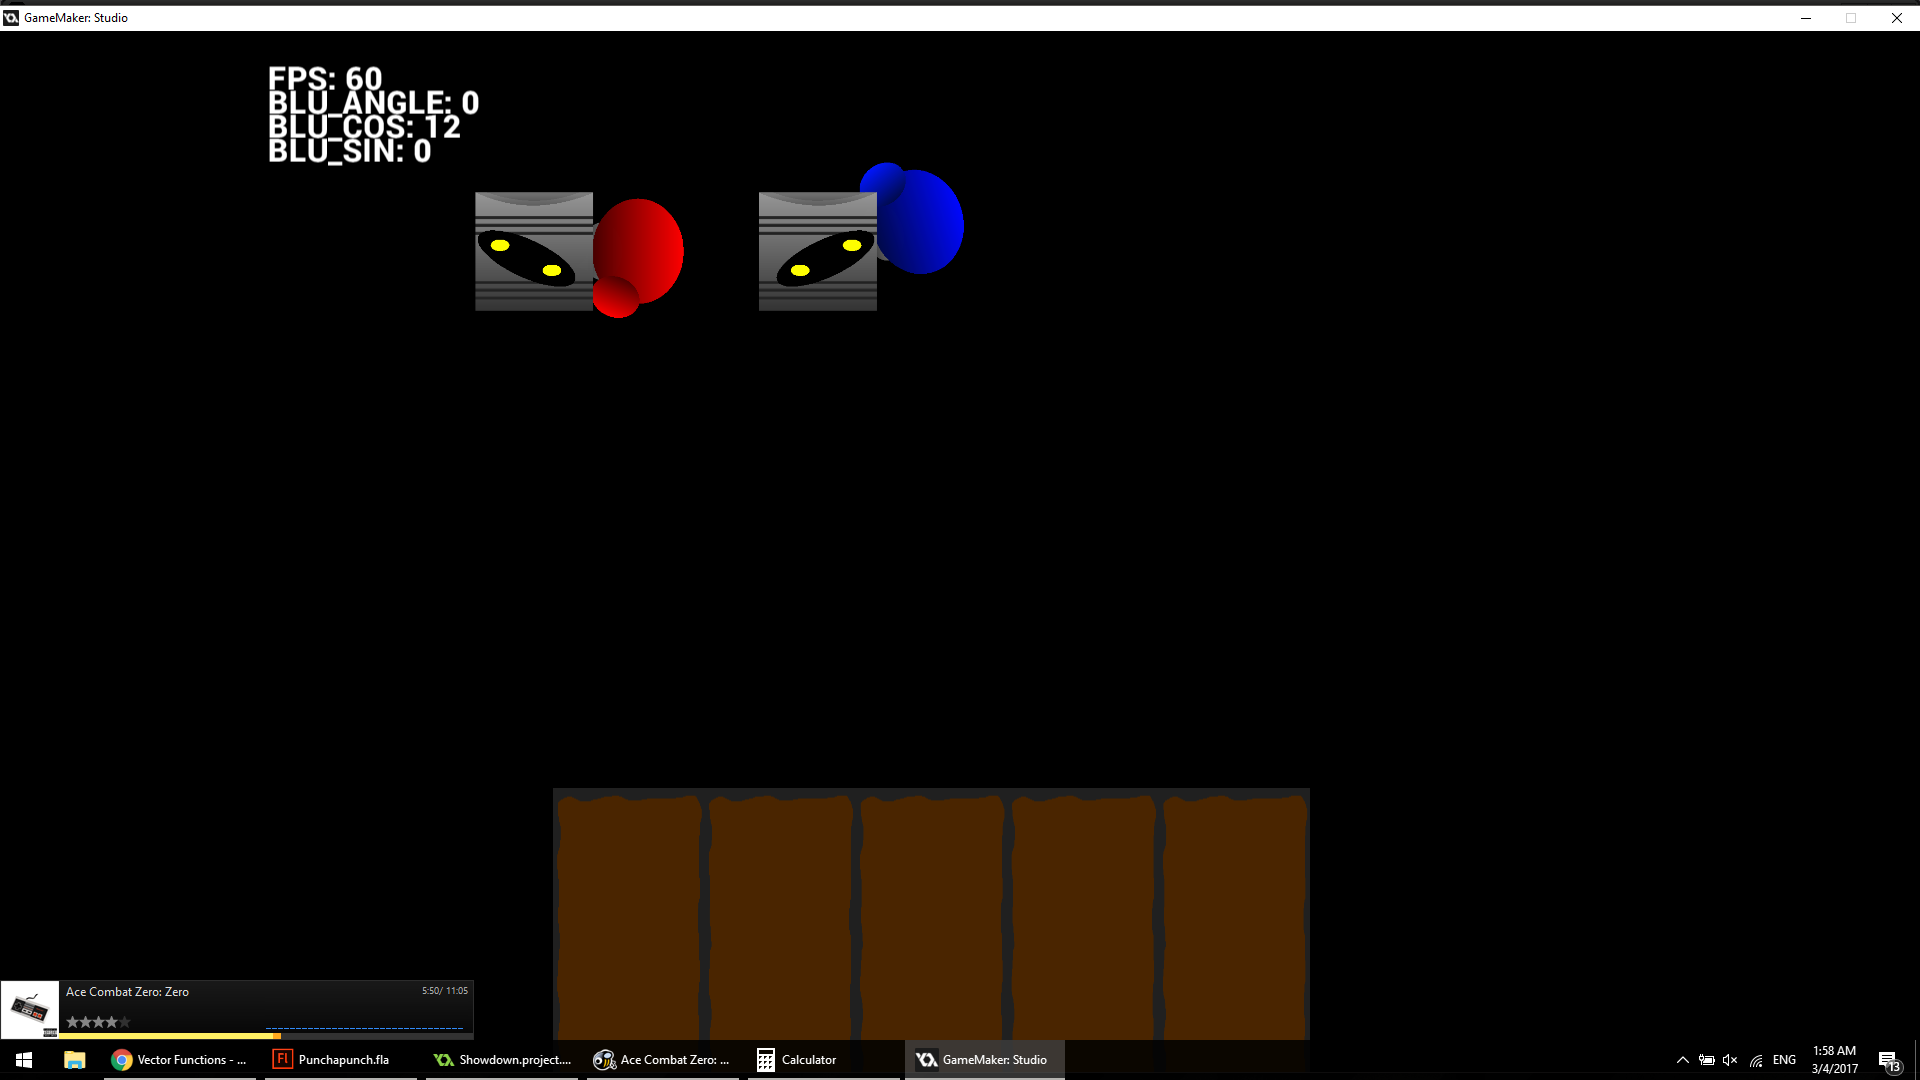 GameMaker: Studio
FPS: 60
BLU_ANGLE: 0
BLU_COS: 12
BLU_SIN: 0
Ace Combat Zero: Zero
5:50/ 11:05
Vector Functions - ...
Punchapunch.fla
Showdown.project....
Ace Combat Zero: ...
Calculator
GameMaker: Studio
ENG
1:58 AM
3/4/2017
13